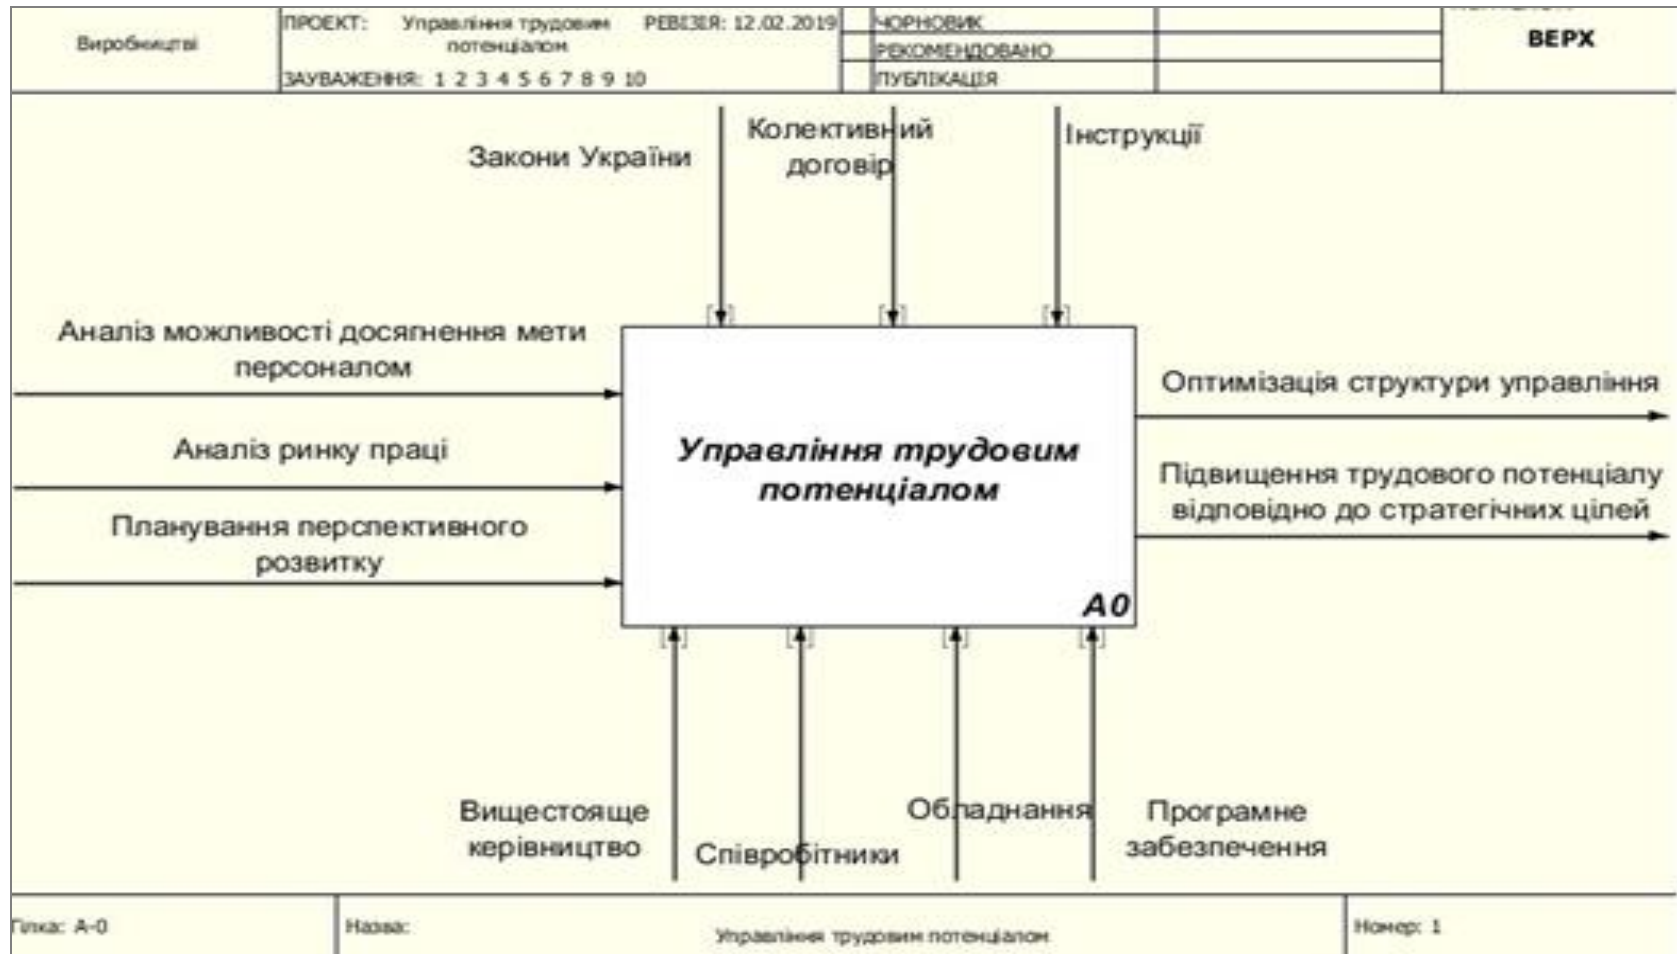 Виробництві
ПРОЕКТ: Управління трудовим
потенціалом
РЕВІЗІЯ: 12.02.2019
ЗАУВАЖЕННЯ: 1 2 3 4 5 6 7 8 9 10
ЧОРНОВИК
РЕКОМЕНДОВАНО
ПУБЛІКАЦІЯ
ВЕРХ
Закони України
Колективний
договір
Інструкції
Аналіз можливості досягнення мети
персоналом
Аналіз ринку праці
Планування перспективного
розвитку
Управління трудовим
потенціалом
A0
Оптимізація структури управління
Підвищення трудового потенціалу
відповідно до стратегічних цілей
Вищестояще
керівництво
Співробітники
Обладнання
Програмне
забезпечення
Гілка: A-0
Назва:
Управління трудовим потенціалом
Номер: 1